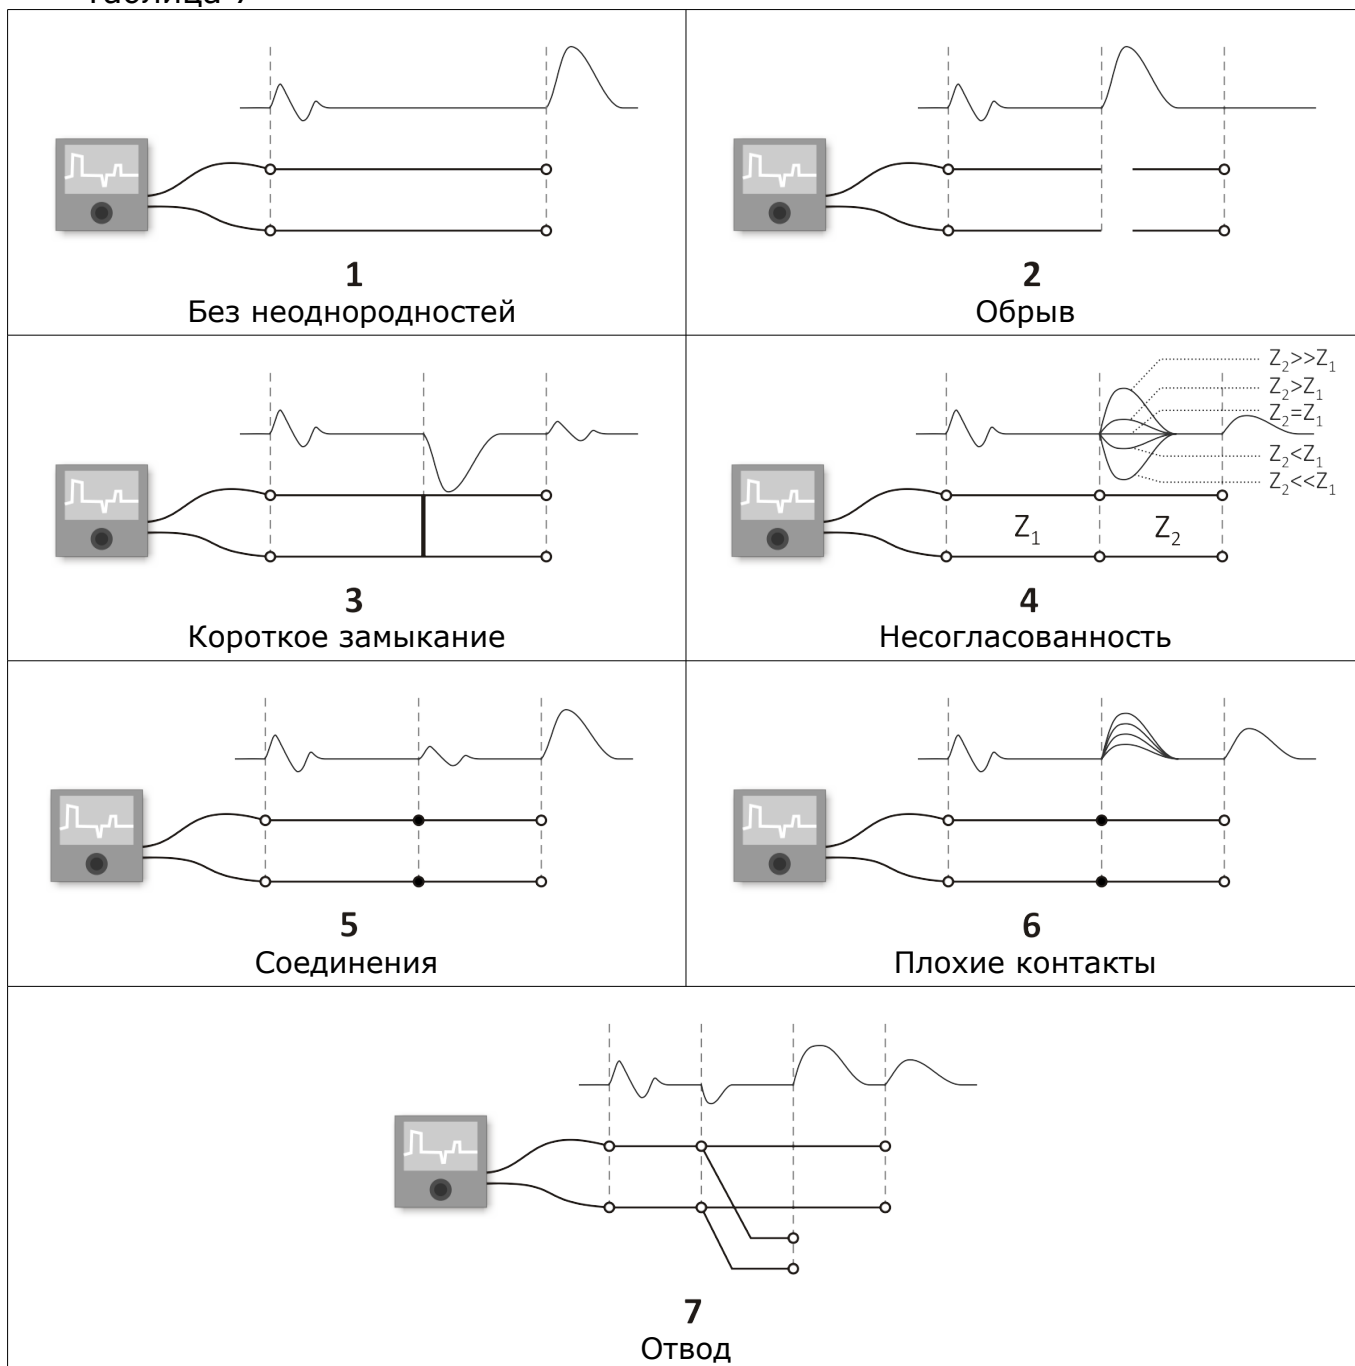 Таблица 7
1
Без неоднородностей
2
Обрыв
3
Короткое замыкание
Z₂>>Z₁
Z₂>Z₁
Z₂=Z₁
Z₂<Z₁
Z₂<<Z₁
Z₁ Z₂
4
Несогласованность
5
Соединения
6
Плохие контакты
7
Отвод